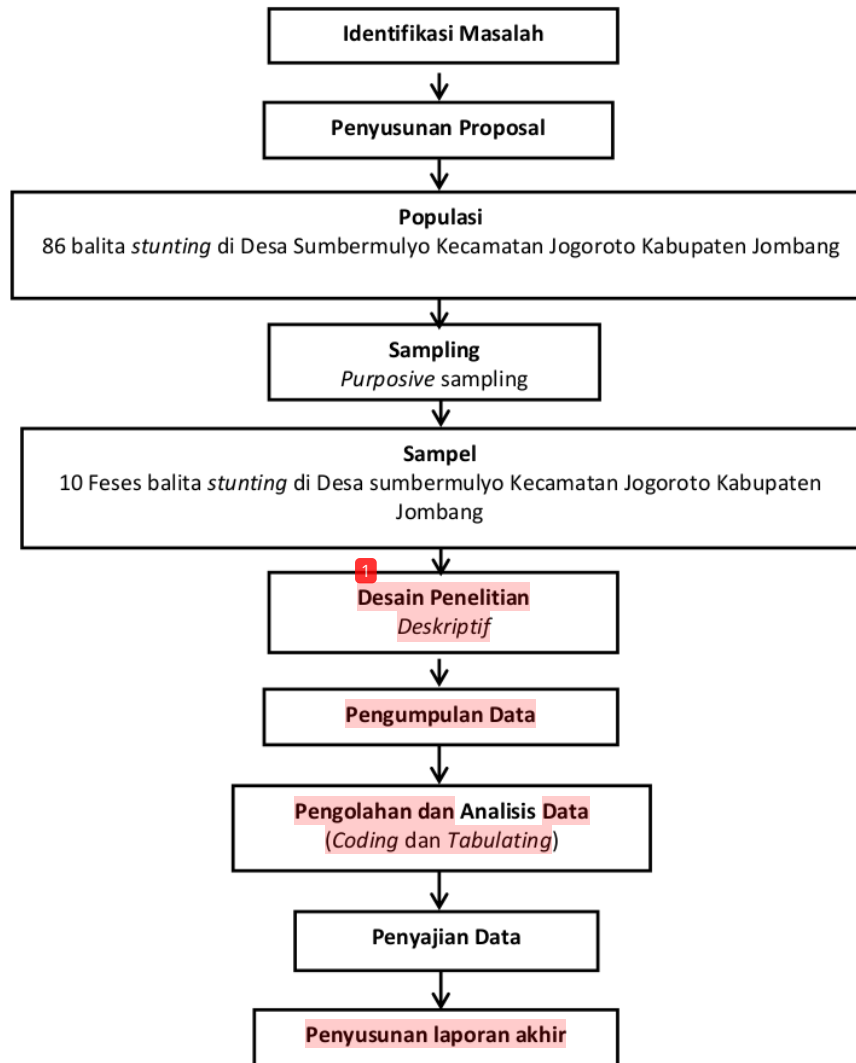 Identifikasi Masalah
Penyusunan Proposal
Populasi
86 balita stunting di Desa Sumbermulyo Kecamatan Jogoroto Kabupaten Jombang
Sampling
Purposive sampling
Sampel
10 Feses balita stunting di Desa sumbermulyo Kecamatan Jogoroto Kabupaten
Jombang
1
Desain Penelitian
Deskriptif
Pengumpulan Data
Pengolahan dan Analisis Data
(Coding dan Tabulating)
Penyajian Data
Penyusunan laporan akhir